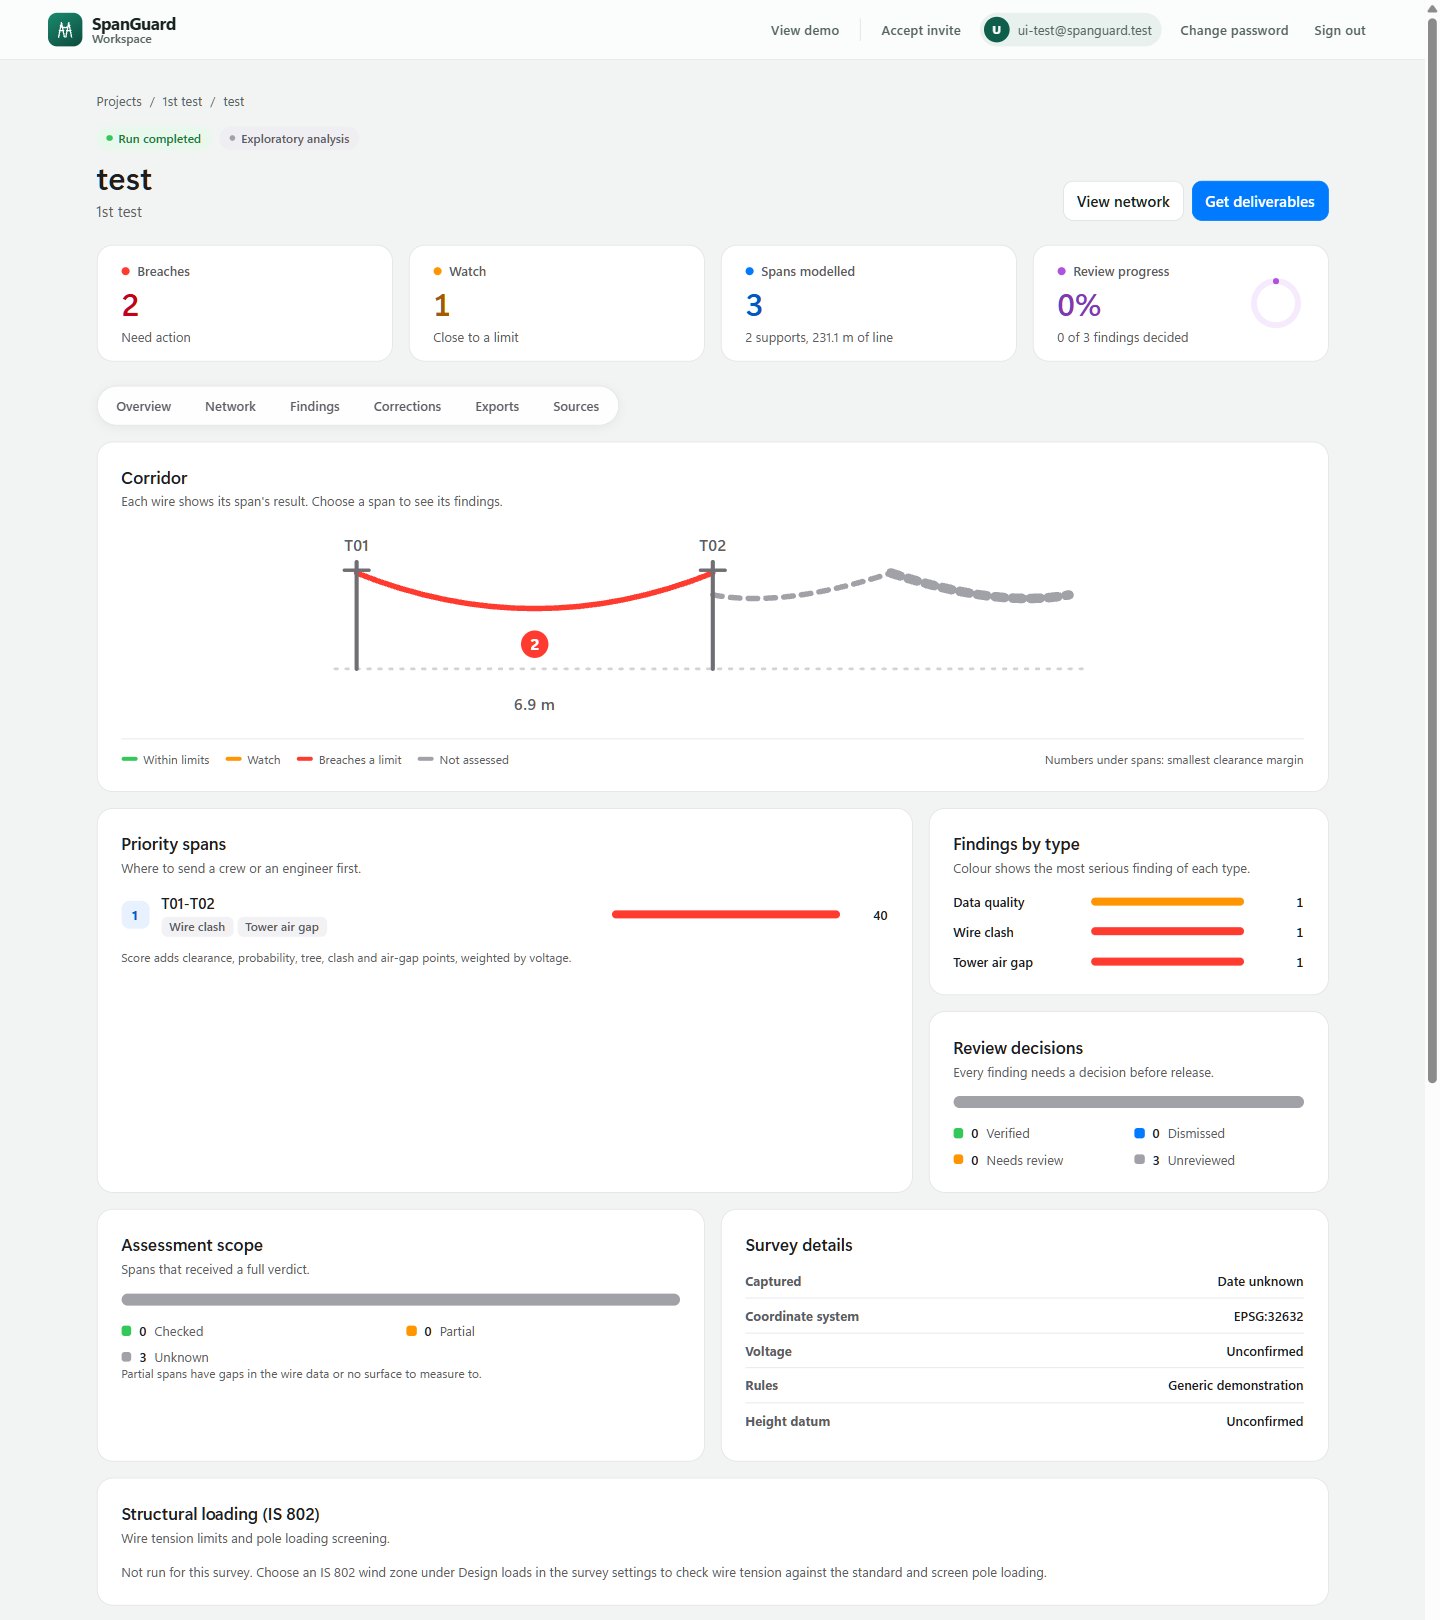 SpanGuard
Workspace
View demo
Accept invite
U
ui-test@spanguard.test
Change password
Sign out
Projects / 1st test / test
Run completed
Exploratory analysis
test
1st test
View network
Get deliverables
Breaches
2
Need action
Watch
1
Close to a limit
Spans modelled
3
2 supports, 231.1 m of line
Review progress
0%
0 of 3 findings decided
Overview
Network
Findings
Corrections
Exports
Sources
Corridor
Each wire shows its span's result. Choose a span to see its findings.
T01
T02
2
6.9 m
Within limits
Watch
Breaches a limit
Not assessed
Numbers under spans: smallest clearance margin
Priority spans
Where to send a crew or an engineer first.
1
T01-T02
Wire clash
Tower air gap
40
Score adds clearance, probability, tree, clash and air-gap points, weighted by voltage.
Findings by type
Colour shows the most serious finding of each type.
Data quality
1
Wire clash
1
Tower air gap
1
Review decisions
Every finding needs a decision before release.
0 Verified
0 Dismissed
0 Needs review
3 Unreviewed
Assessment scope
Spans that received a full verdict.
0 Checked
0 Partial
3 Unknown
Partial spans have gaps in the wire data or no surface to measure to.
Survey details
Captured
Date unknown
Coordinate system
EPSG:32632
Voltage
Unconfirmed
Rules
Generic demonstration
Height datum
Unconfirmed
Structural loading (IS 802)
Wire tension limits and pole loading screening.
Not run for this survey. Choose an IS 802 wind zone under Design loads in the survey settings to check wire tension against the standard and screen pole loading.